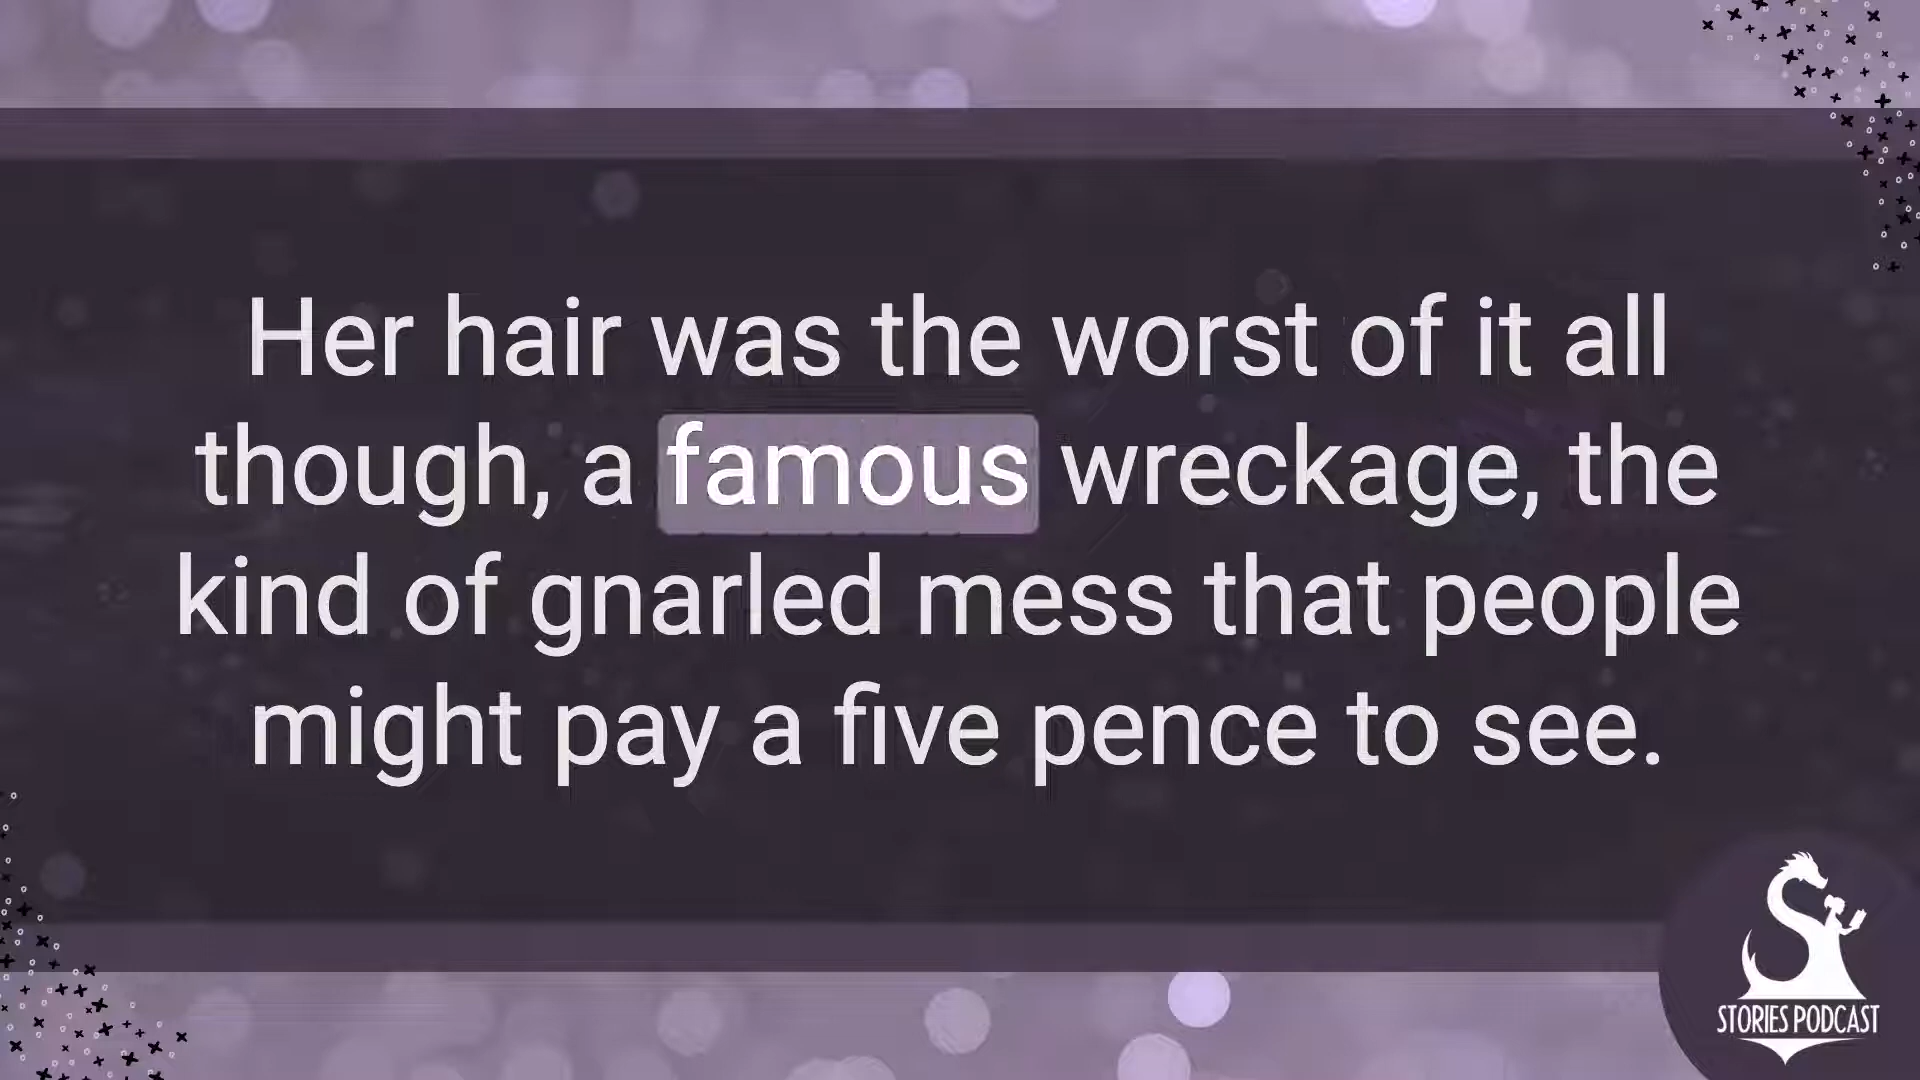 Her hair was the worst of it all
though, a famous wreckage, the
kind of gnarled mess that people
might pay a five pence to see.
STORIES PODCAST